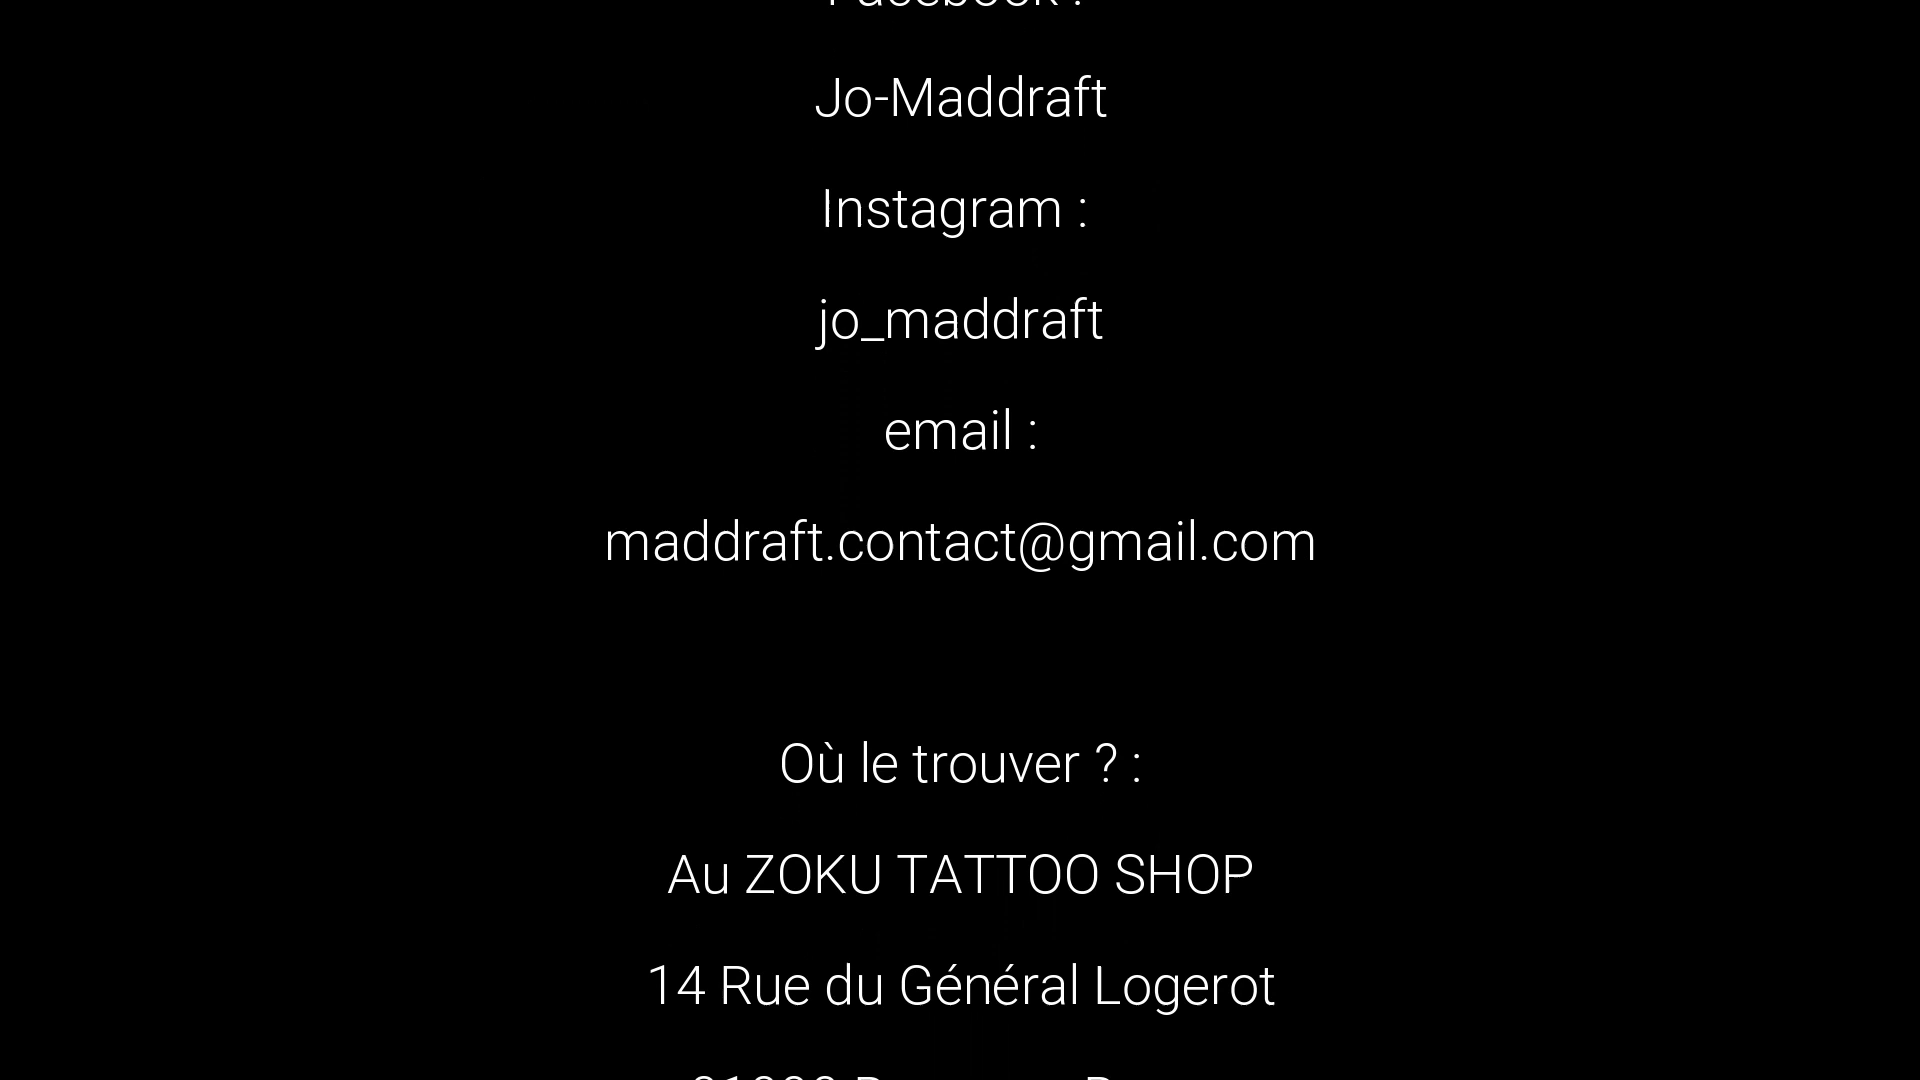 Facebook :
Jo-Maddraft
Instagram :
jo_maddraft
email :
maddraft.contact@gmail.com
Où le trouver ? :
Au ZOKU TATTOO SHOP
14 Rue du Général Logerot